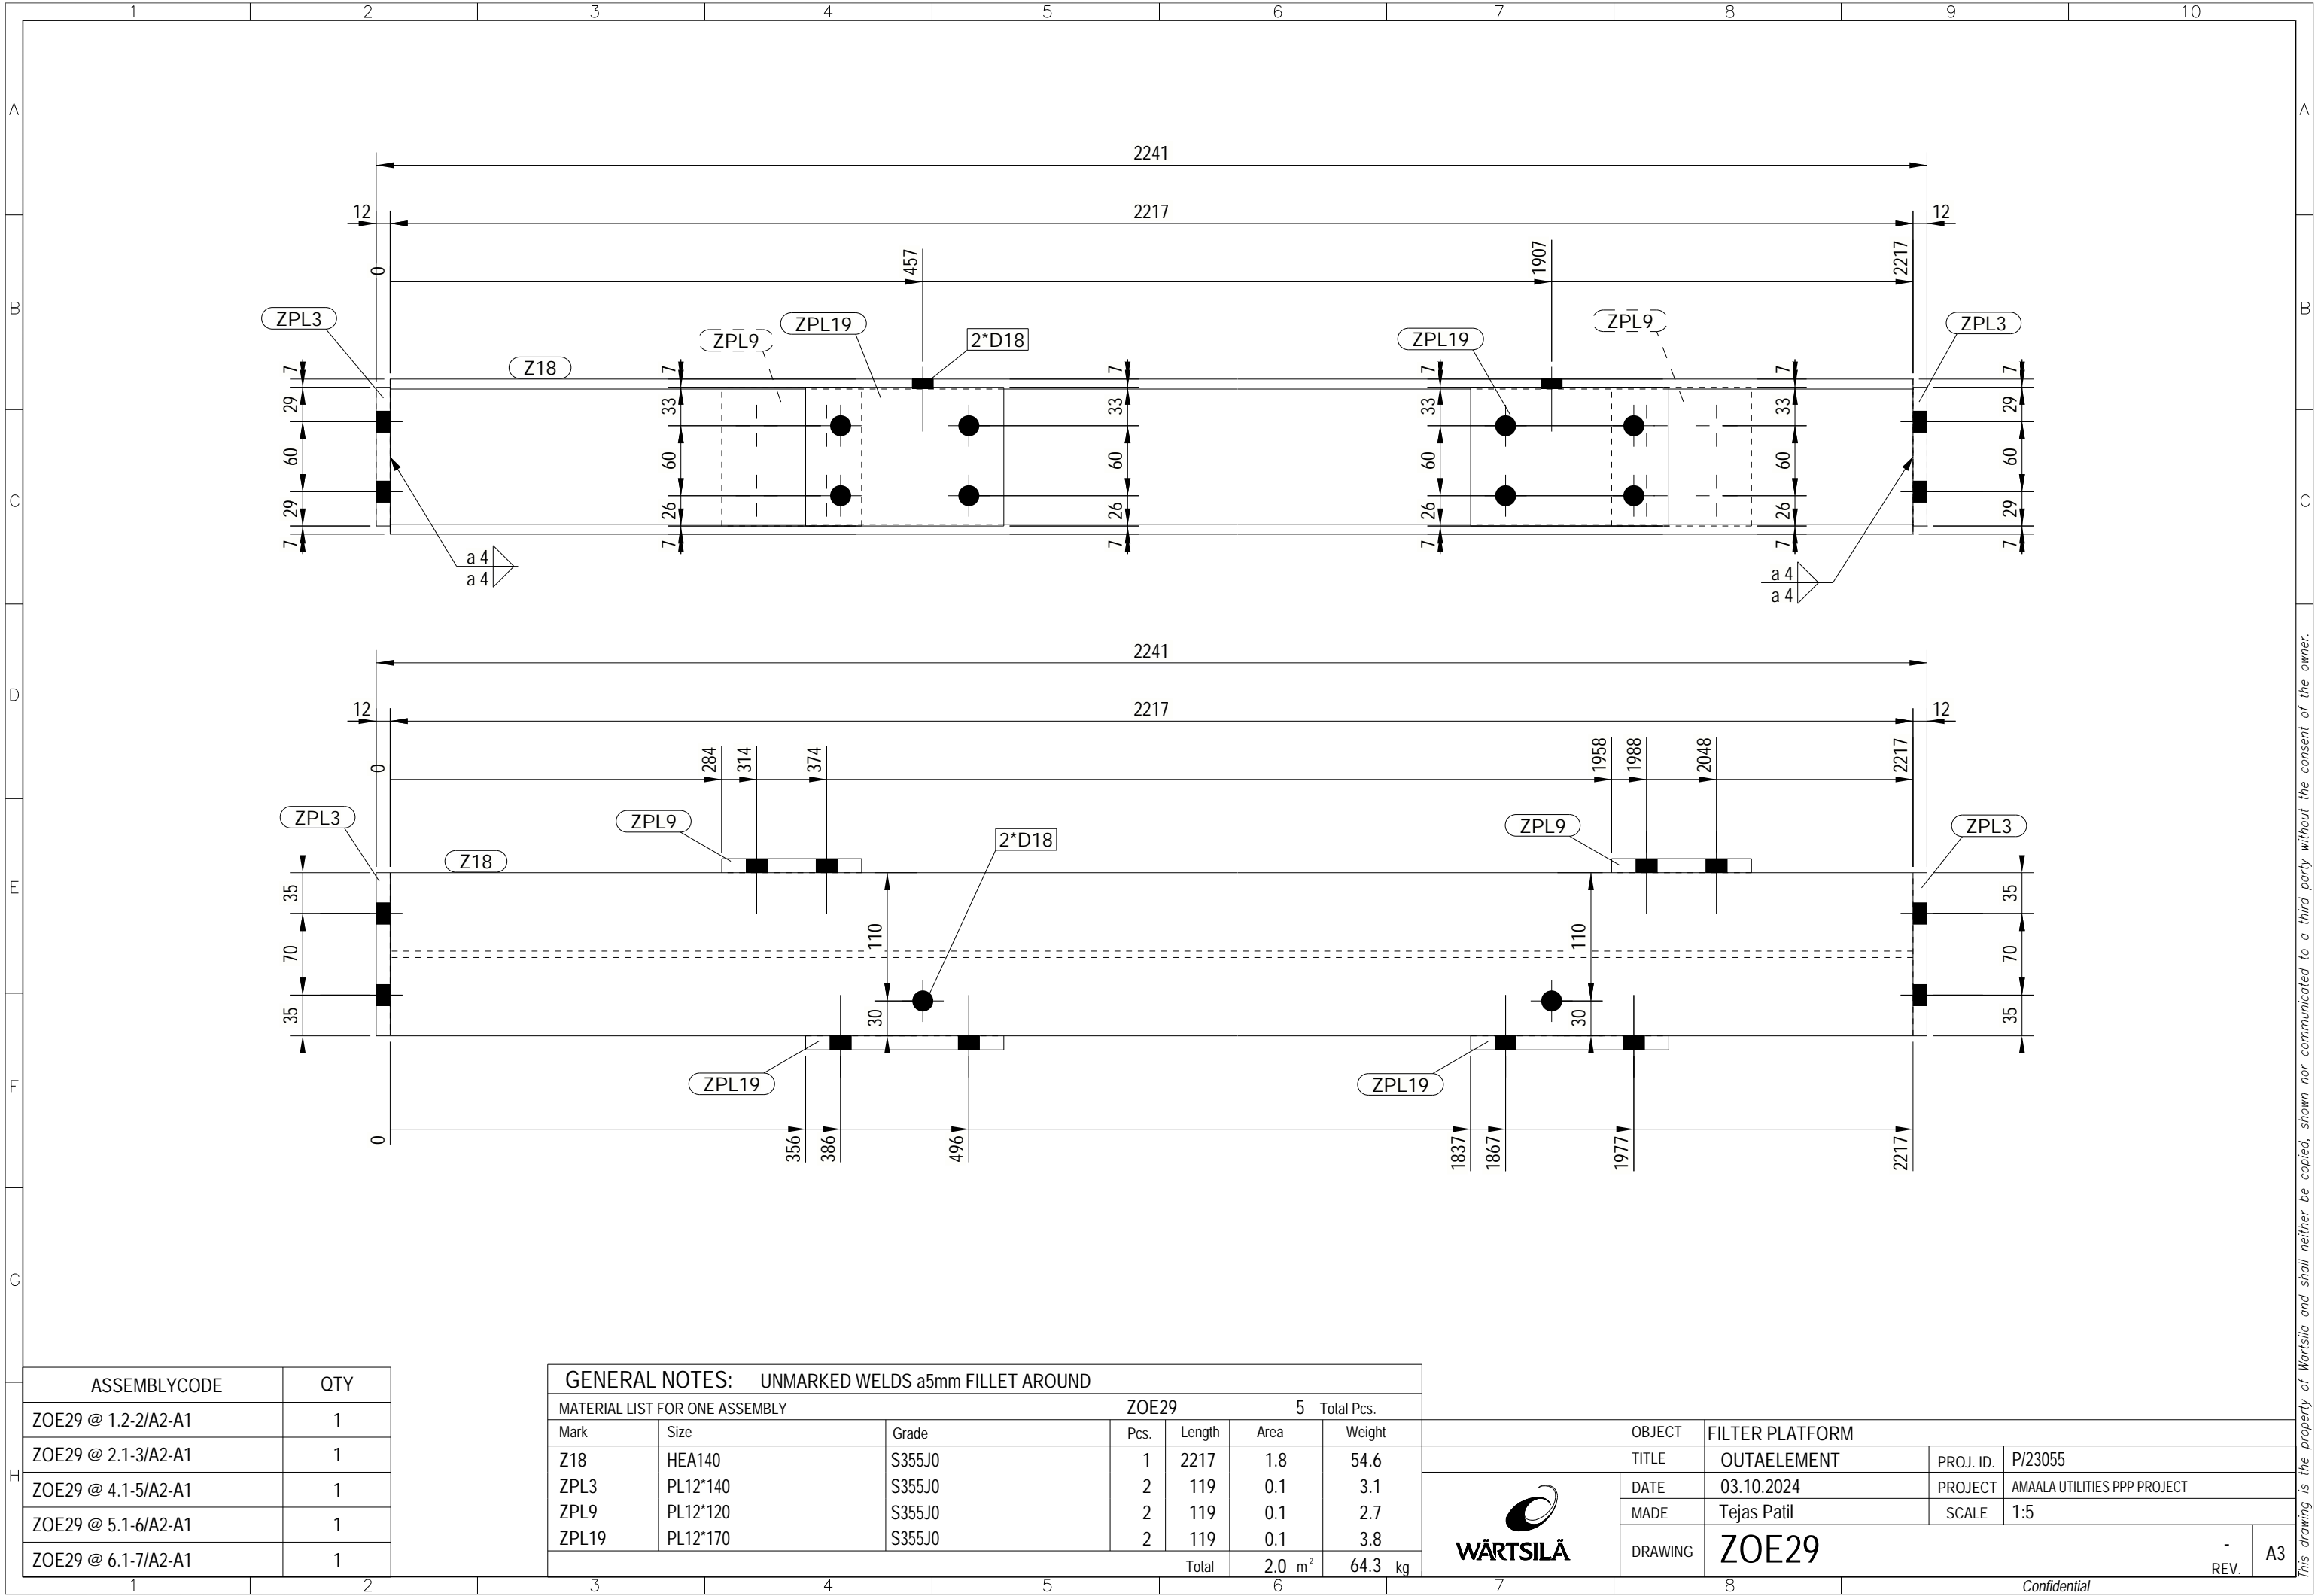 1 2 3 4 5 6 7 8 9 10
A A
2241
12 2217 12
0 457 1907 2217
ZPL3 ZPL9 ZPL19 2*D18 ZPL19 ZPL9 ZPL3
Z18
7 7 7 7 7 7
29 33 33 33 33 29
60 60 60 60 60 60
29 26 26 26 26 29
7 7 7 7 7 7
a 4 a 4
a 4 a 4
B B
C C
2241
D
12 2217 12
0 284 314 374 1958 1988 2048 2217
ZPL3 ZPL9 2*D18 ZPL9 ZPL3
Z18
E
35 35
110 110
70 70
30 30
35 35
ZPL19 ZPL19
F
0 356 386 496 1837 1867 1977 2217
G
H
ASSEMBLYCODE QTY
ZOE29 @ 1.2-2/A2-A1 1
ZOE29 @ 2.1-3/A2-A1 1
ZOE29 @ 4.1-5/A2-A1 1
ZOE29 @ 5.1-6/A2-A1 1
ZOE29 @ 6.1-7/A2-A1 1
GENERAL NOTES: UNMARKED WELDS a5mm FILLET AROUND
MATERIAL LIST FOR ONE ASSEMBLY ZOE29 5 Total Pcs.
Mark Size Grade Pcs. Length Area Weight
Z18 HEA140 S355J0 1 2217 1.8 54.6
ZPL3 PL12*140 S355J0 2 119 0.1 3.1
ZPL9 PL12*120 S355J0 2 119 0.1 2.7
ZPL19 PL12*170 S355J0 2 119 0.1 3.8
Total 2.0 m² 64.3 kg
WÄRTSILÄ
OBJECT FILTER PLATFORM
TITLE OUTAELEMENT PROJ. ID. P/23055
DATE 03.10.2024 PROJECT AMAALA UTILITIES PPP PROJECT
MADE Tejas Patil SCALE 1:5
DRAWING ZOE29 - REV. A3
1 2 3 4 5 6 7 8 Confidential
This drawing is the property of Wartsila and shall neither be copied, shown nor communicated to a third party without the consent of the owner.